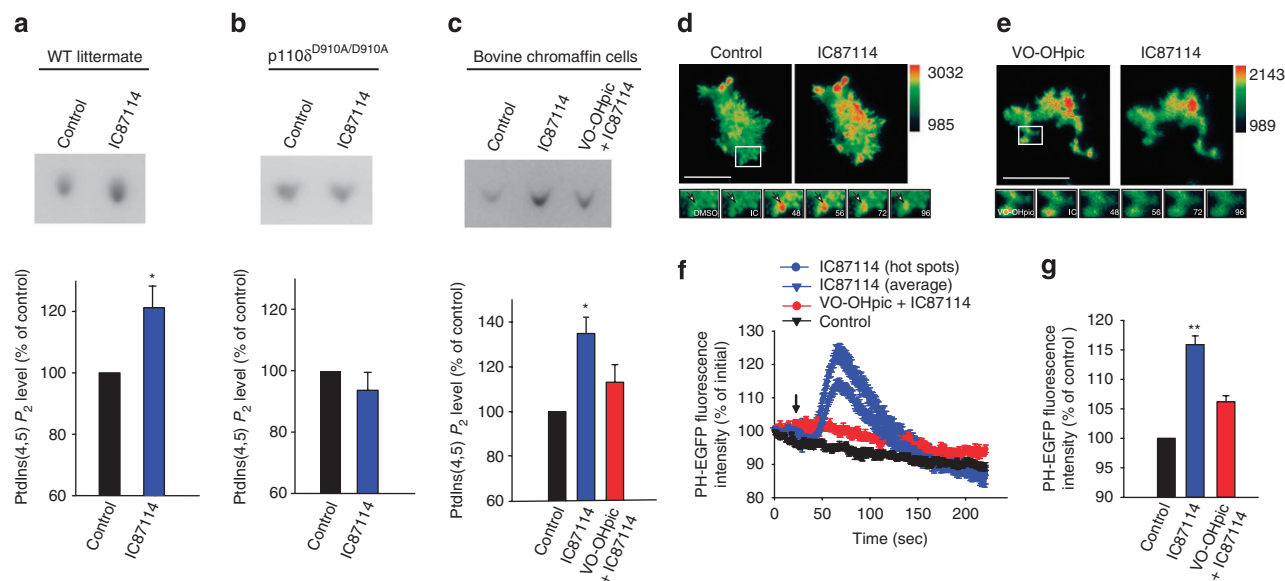 a
WT littermate
Control
IC87114
PtdIns(4,5) P₂ level (% of control)
120
100
80
60
Control
IC87114
*
b
p110δD910A/D910A
Control
IC87114
PtdIns(4,5) P₂ level (% of control)
120
100
80
60
Control
IC87114
c
Bovine chromaffin cells
Control
IC87114
VO-OHpic
+ IC87114
PtdIns(4,5) P₂ level (% of control)
140
120
100
80
60
*
Control
IC87114
VO-OHpic
+ IC87114
d
Control
IC87114
3032
985
DMSO
IC
48
56
72
96
e
VO-OHpic
IC87114
2143
989
VO-OHpic
IC
48
56
72
96
f
IC87114 (hot spots)
IC87114 (average)
VO-OHpic + IC87114
Control
PH-EGFP fluorescence
intensity (% of initial)
130
120
110
100
90
80
0
50
100
150
200
Time (sec)
g
PH-EGFP fluorescence
intensity (% of control )
120
115
110
105
100
95
90
**
Control
IC87114
VO-OHpic
+ IC87114